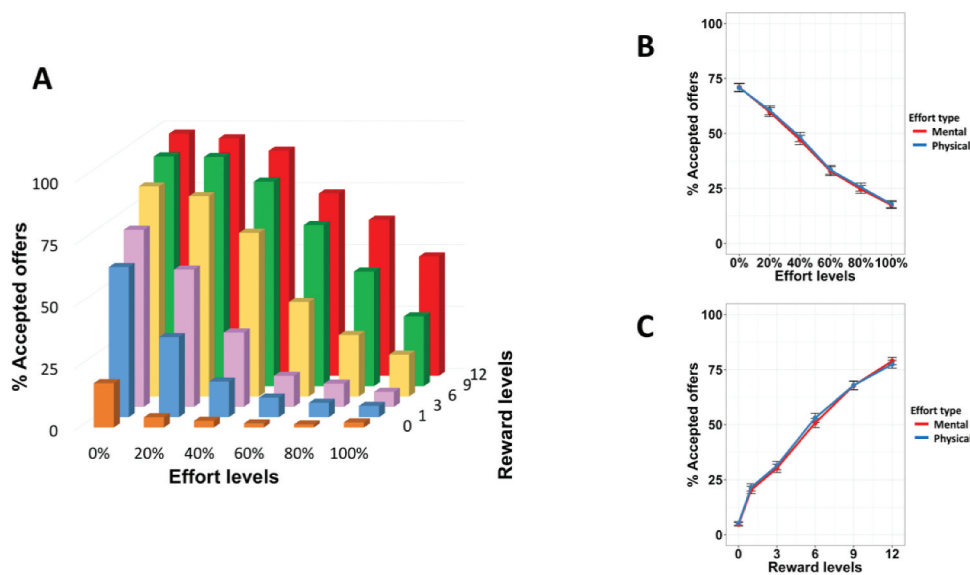 A
% Accepted offers
100
75
50
25
0
0% 20% 40% 60% 80% 100%
Effort levels
0 1 3 6 9 12
Reward levels
B
% Accepted offers
100
75
50
25
0
0% 20% 40% 60% 80% 100%
Effort levels
Effort type
Mental
Physical
C
% Accepted offers
100
75
50
25
0
0 3 6 9 12
Reward levels
Effort type
Mental
Physical